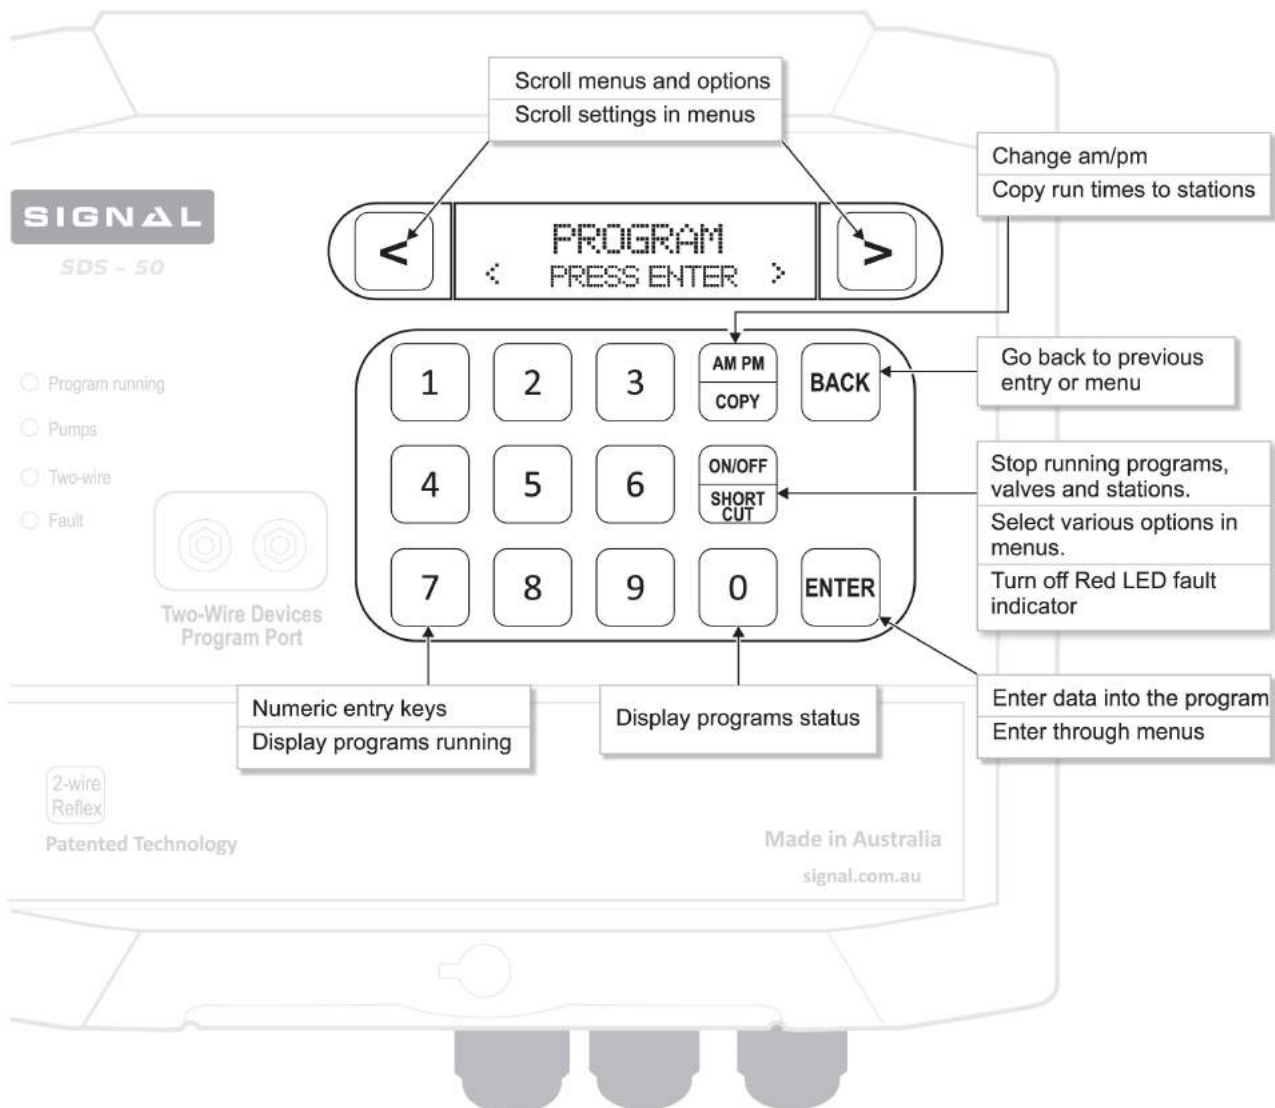 Scroll menus and options
Scroll settings in menus
Change am/pm
Copy run times to stations
SIGNAL
SDS - 50
<
PROGRAM
< PRESS ENTER >
>
Program running
Pumps
Two-wire
Fault
1
2
3
AM PM
COPY
BACK
Go back to previous
entry or menu
4
5
6
ON/OFF
SHORT
CUT
Stop running programs,
valves and stations.
Select various options in
menus.
Turn off Red LED fault
indicator
7
8
9
0
ENTER
Two-Wire Devices
Program Port
Numeric entry keys
Display programs running
Display programs status
Enter data into the program
Enter through menus
2-wire
Reflex
Patented Technology
Made in Australia
signal.com.au